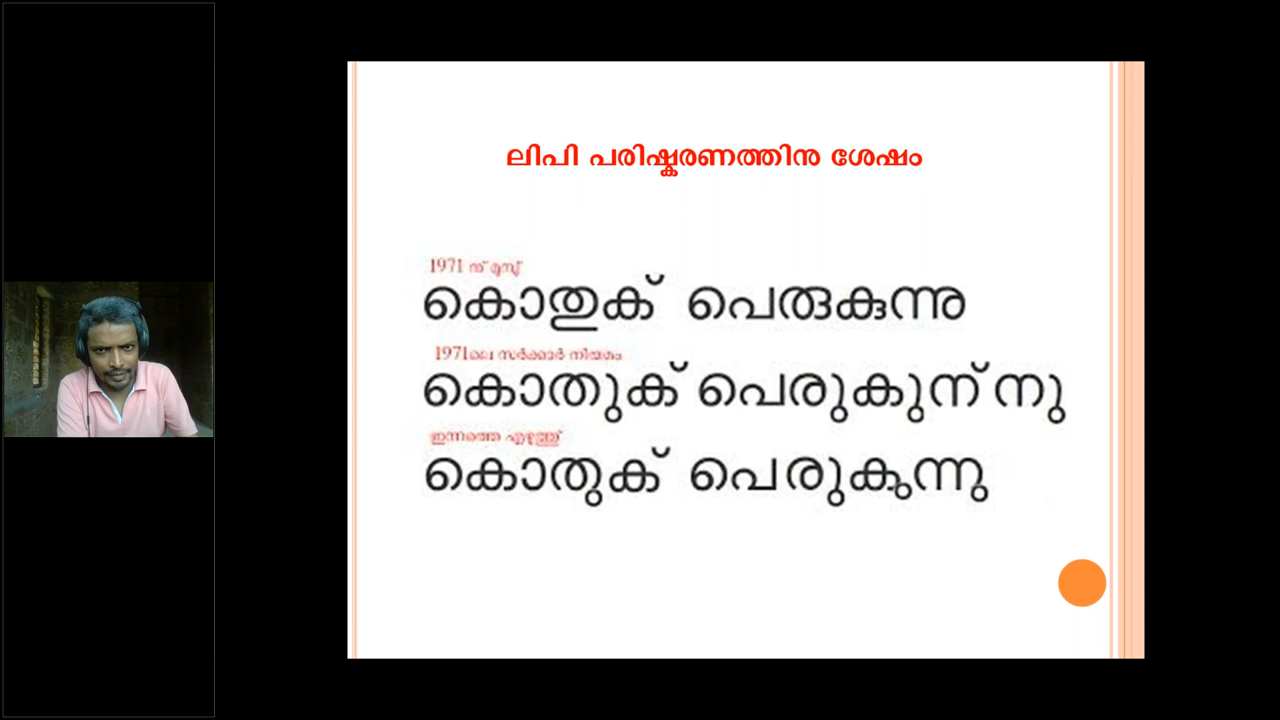 ലിപി പരിഷ്കരണത്തിനു ശേഷം
1971 ന് മുമ്പ്
കൊതുക് പെരുകുന്നു
1971ലെ സർക്കാർ നിയമം
കൊതുക് പെരുകുന് നു
ഇന്നത്തെ എഴുത്ത്
കൊതുക് പെരുകുന്നു